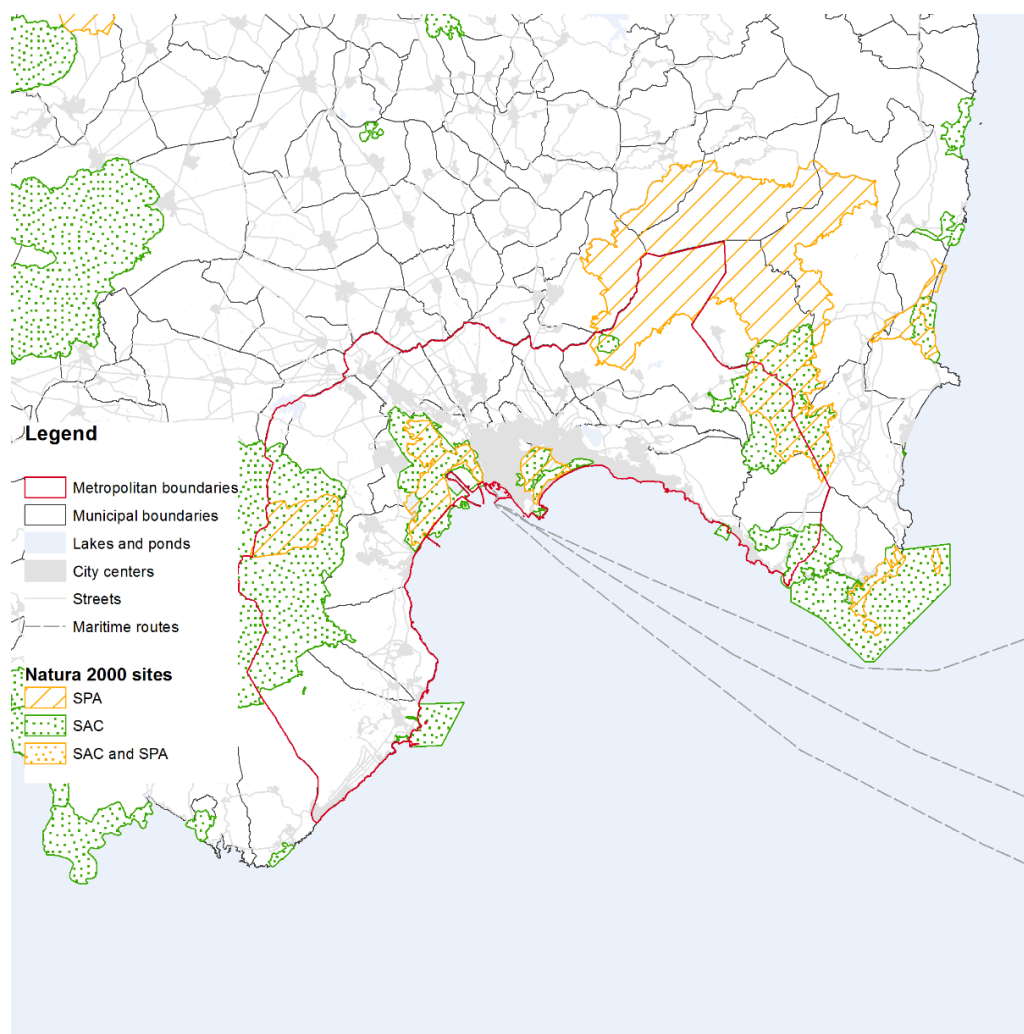 Legend
Metropolitan boundaries
Municipal boundaries
Lakes and ponds
City centers
Streets
Maritime routes
Natura 2000 sites
SPA
SAC
SAC and SPA